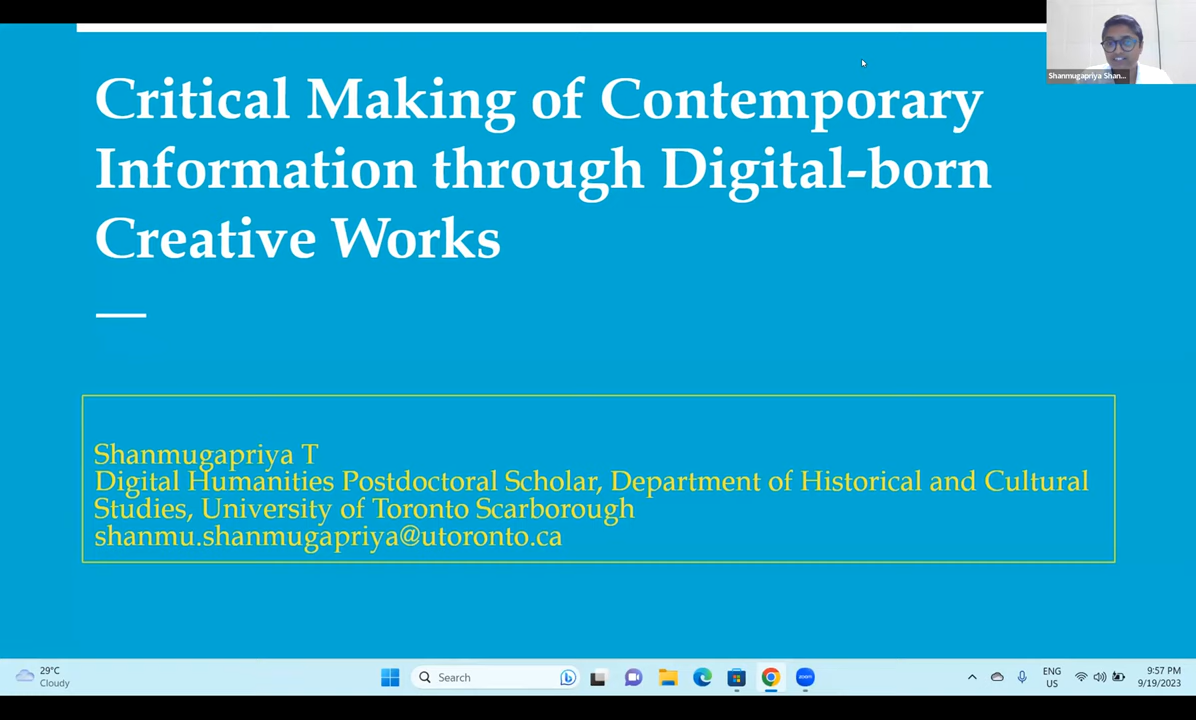 Shanmugapriya Shan...
Critical Making of Contemporary
Information through Digital-born
Creative Works
Shanmugapriya T
Digital Humanities Postdoctoral Scholar, Department of Historical and Cultural
Studies, University of Toronto Scarborough
shanmu.shanmugapriya@utoronto.ca
29°C
Cloudy
Search
zoom
ENG
US
9:57 PM
9/19/2023